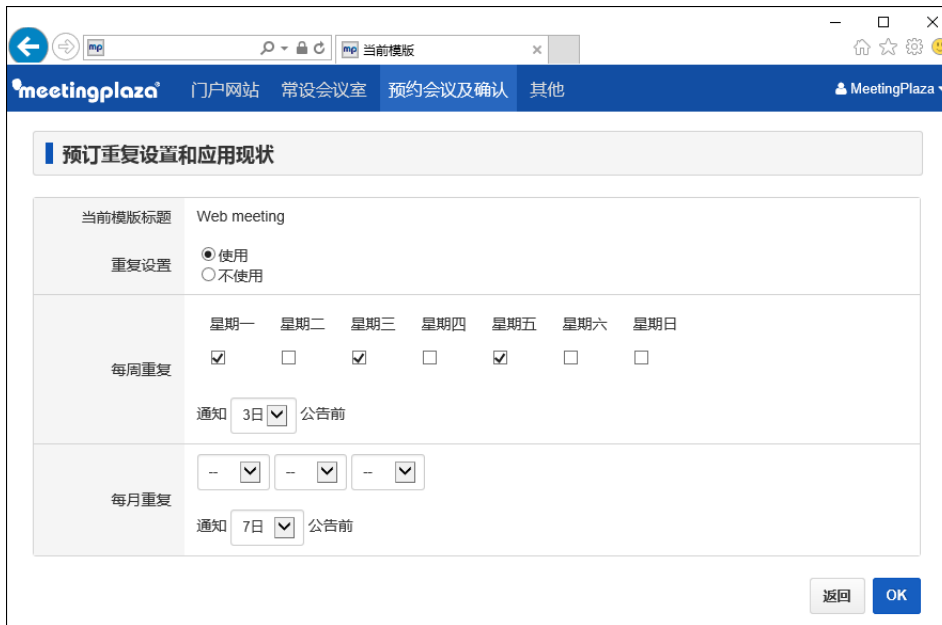 mp
mp 当前模版
meetingplaza 门户网站 常设会议室 预约会议及确认 其他 MeetingPlaza
预订重复设置和应用现状
当前模版标题 Web meeting
重复设置 使用
不使用
星期一 星期二 星期三 星期四 星期五 星期六 星期日
每周重复
通知 3日 公告前
-- -- --
每月重复
通知 7日 公告前
返回 OK